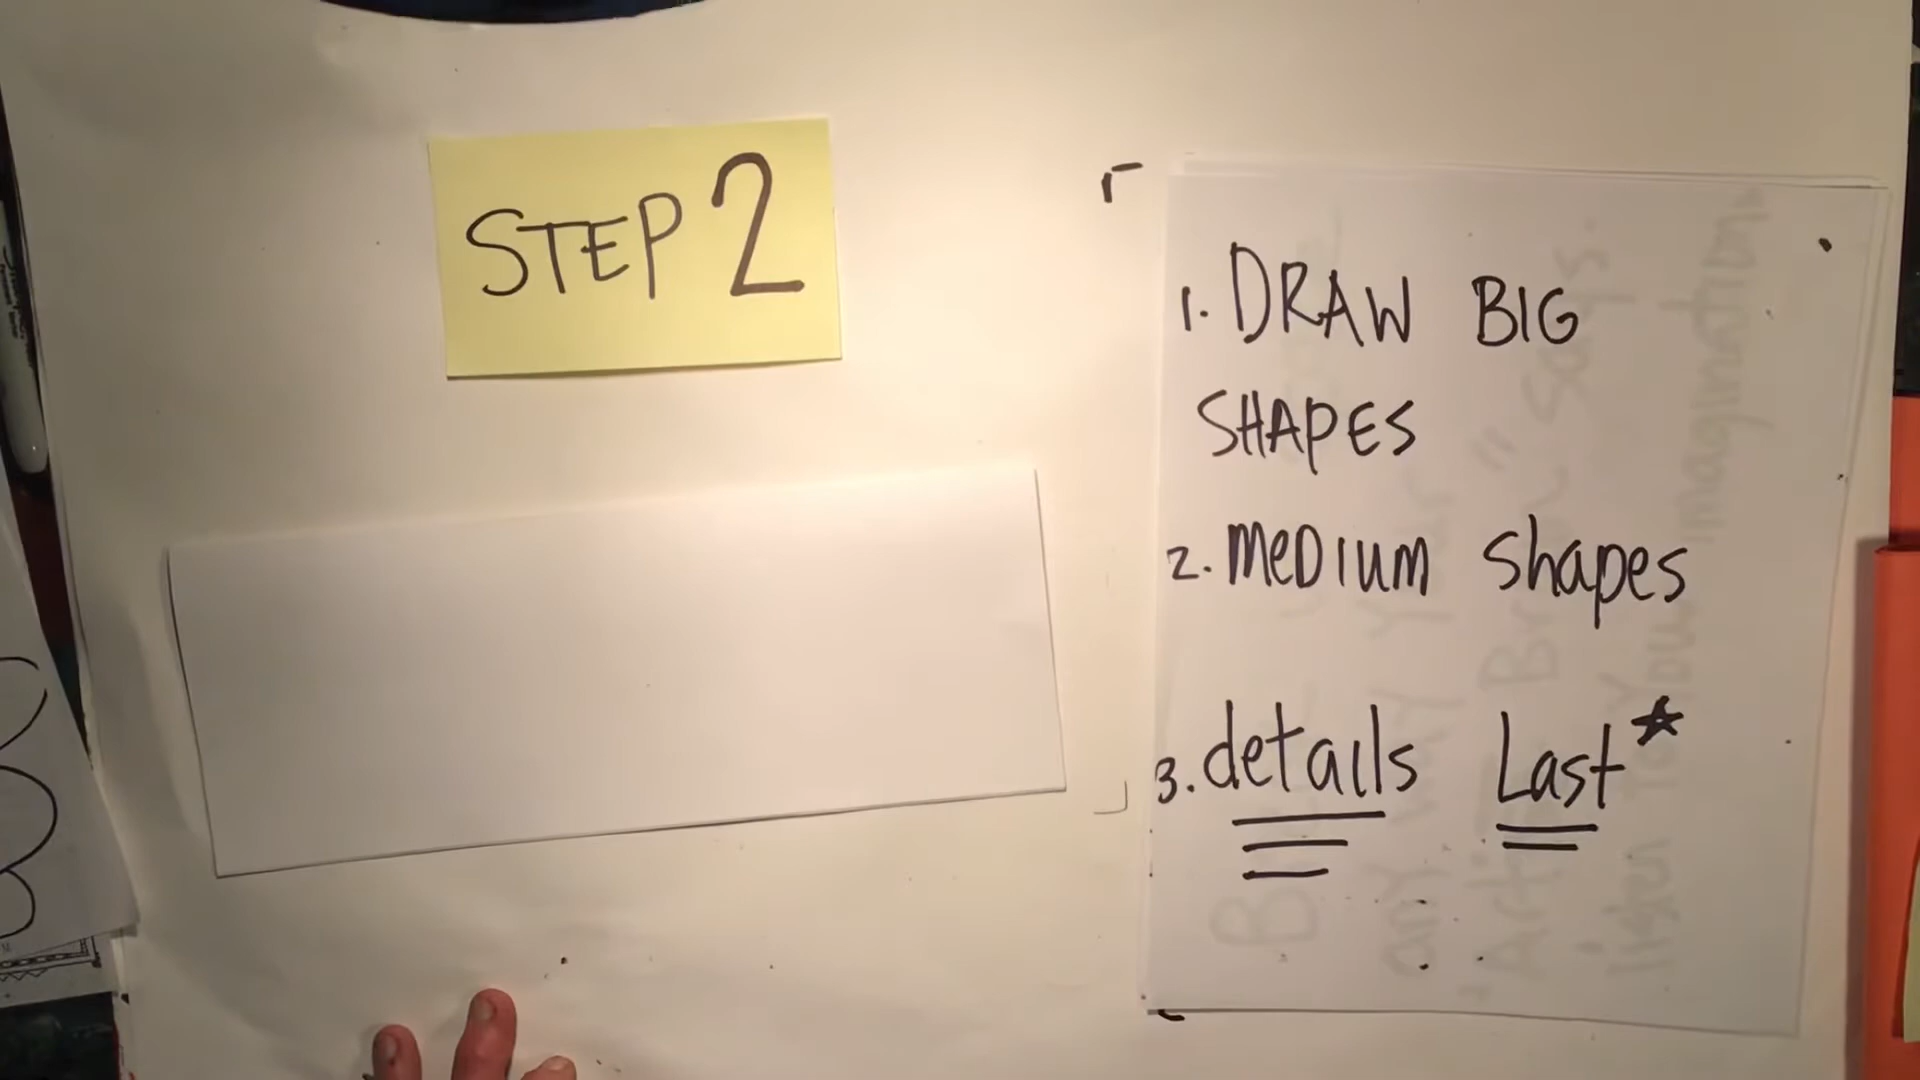 STEP 2
1. DRAW BIG
SHAPES
2. MEDIUM Shapes
3. details Last*